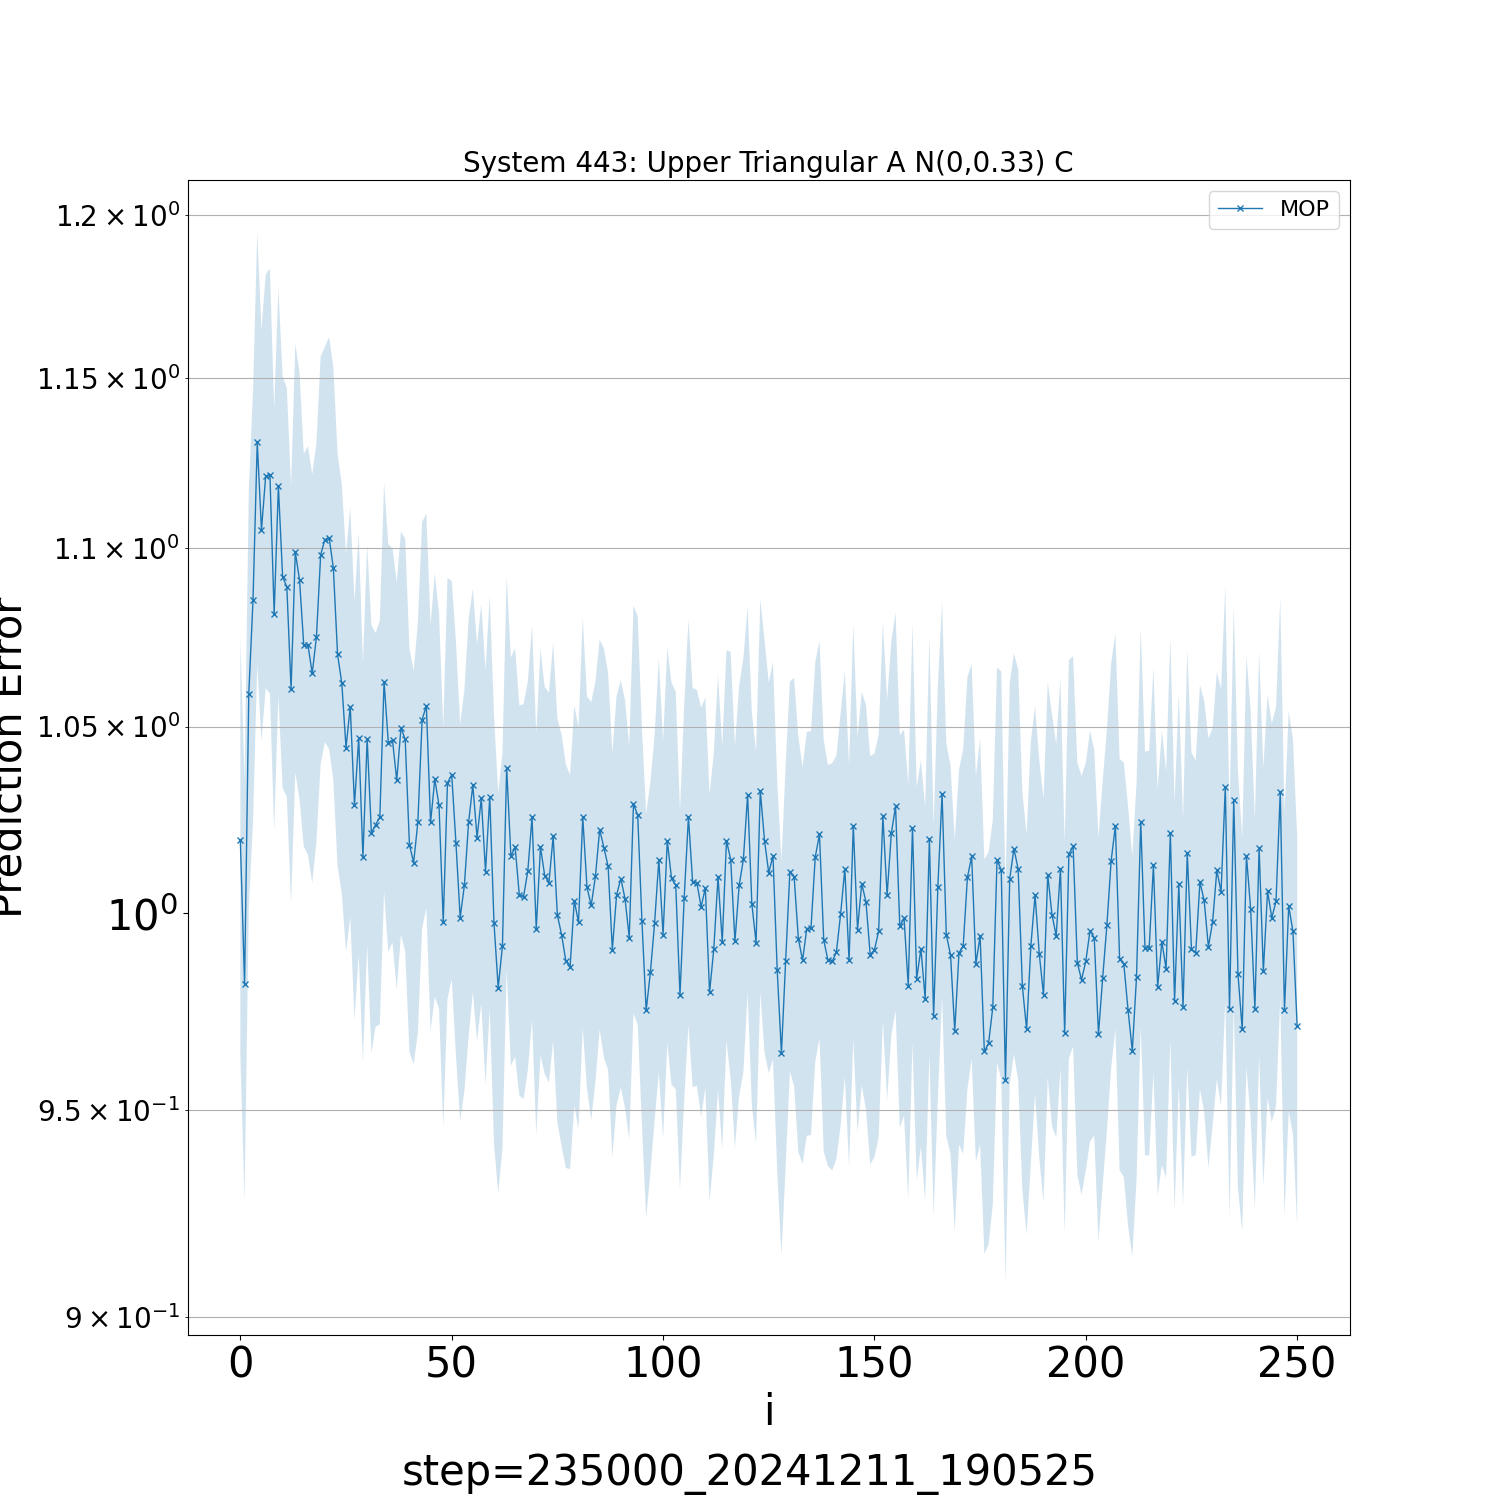 System 443: Upper Triangular A N(0,0.33) C
MOP
1.2 × 10⁰
1.15 × 10⁰
1.1 × 10⁰
1.05 × 10⁰
10⁰
9.5 × 10⁻¹
9 × 10⁻¹
Prediction Error
0 50 100 150 200 250
i
step=235000_20241211_190525